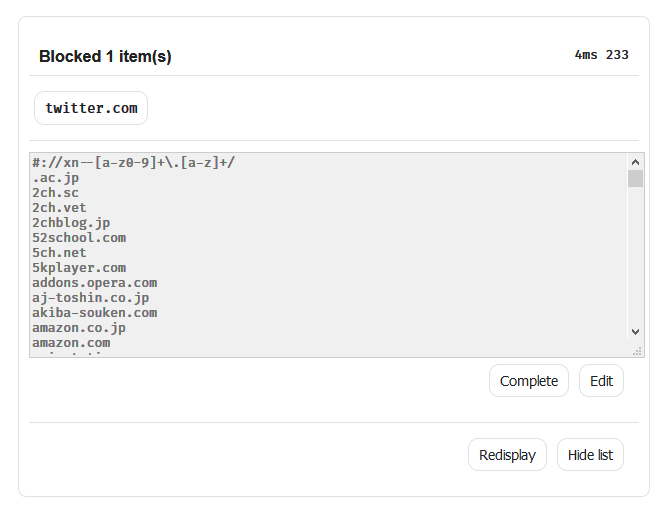 Blocked 1 item(s)
4ms 233
twitter.com
#://xn--[a-z0-9]+\.[a-z]+/
.ac.jp
2ch.sc
2ch.vet
2chblog.jp
52school.com
5ch.net
5kplayer.com
addons.opera.com
aj-toshin.co.jp
akiba-souken.com
amazon.co.jp
amazon.com
Complete
Edit
Redisplay
Hide list